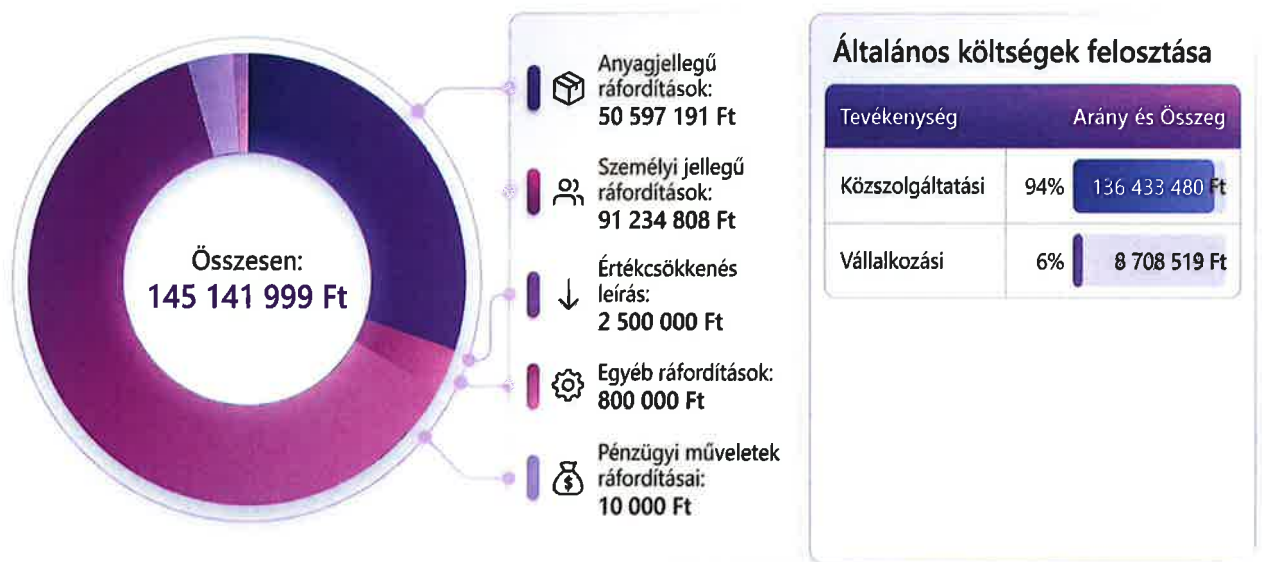 Összesen:
145 141 999 Ft
Anyagjellegű
ráfordítások:
50 597 191 Ft
Személyi jellegű
ráfordítások:
91 234 808 Ft
Értékcsökkenés
leírás:
2 500 000 Ft
Egyéb ráfordítások:
800 000 Ft
Pénzügyi műveletek
ráfordításai:
10 000 Ft
Általános költségek felosztása
Tevékenység Arány és Összeg
Közszolgáltatási 94% 136 433 480 Ft
Vállalkozási 6% 8 708 519 Ft